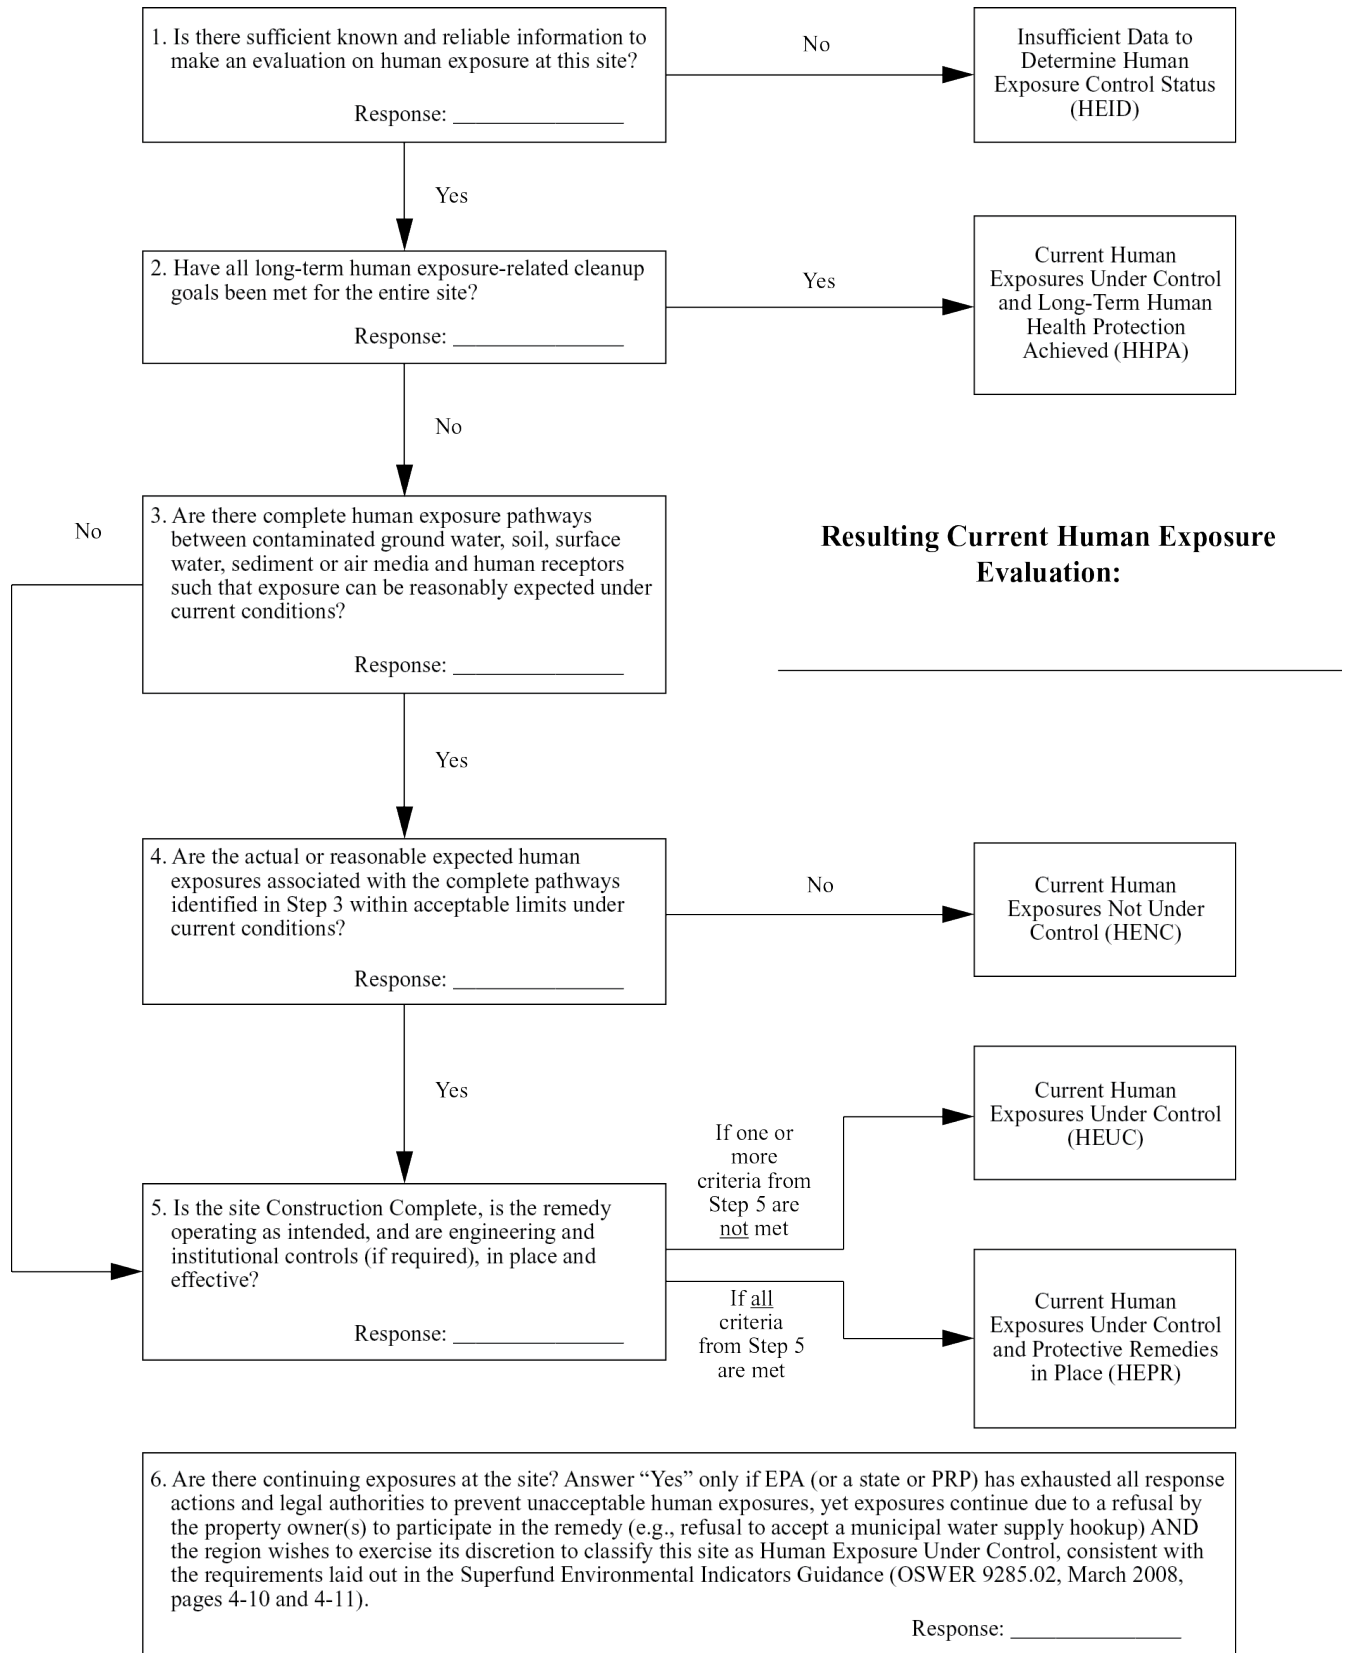 1. Is there sufficient known and reliable information to
make an evaluation on human exposure at this site?
Response: _______________
No
Insufficient Data to
Determine Human
Exposure Control Status
(HEID)
Yes
2. Have all long-term human exposure-related cleanup
goals been met for the entire site?
Response: _______________
Yes
Current Human
Exposures Under Control
and Long-Term Human
Health Protection
Achieved (HHPA)
No
3. Are there complete human exposure pathways
between contaminated ground water, soil, surface
water, sediment or air media and human receptors
such that exposure can be reasonably expected under
current conditions?
Response: _______________
No
Resulting Current Human Exposure
Evaluation:
Yes
4. Are the actual or reasonable expected human
exposures associated with the complete pathways
identified in Step 3 within acceptable limits under
current conditions?
Response: _______________
No
Current Human
Exposures Not Under
Control (HENC)
Yes
5. Is the site Construction Complete, is the remedy
operating as intended, and are engineering and
institutional controls (if required), in place and
effective?
Response: _______________
If one or
more
criteria from
Step 5 are
not met
Current Human
Exposures Under Control
(HEUC)
If all
criteria
from Step 5
are met
Current Human
Exposures Under Control
and Protective Remedies
in Place (HEPR)
6. Are there continuing exposures at the site? Answer “Yes” only if EPA (or a state or PRP) has exhausted all response
actions and legal authorities to prevent unacceptable human exposures, yet exposures continue due to a refusal by
the property owner(s) to participate in the remedy (e.g., refusal to accept a municipal water supply hookup) AND
the region wishes to exercise its discretion to classify this site as Human Exposure Under Control, consistent with
the requirements laid out in the Superfund Environmental Indicators Guidance (OSWER 9285.02, March 2008,
pages 4-10 and 4-11).
Response: _______________